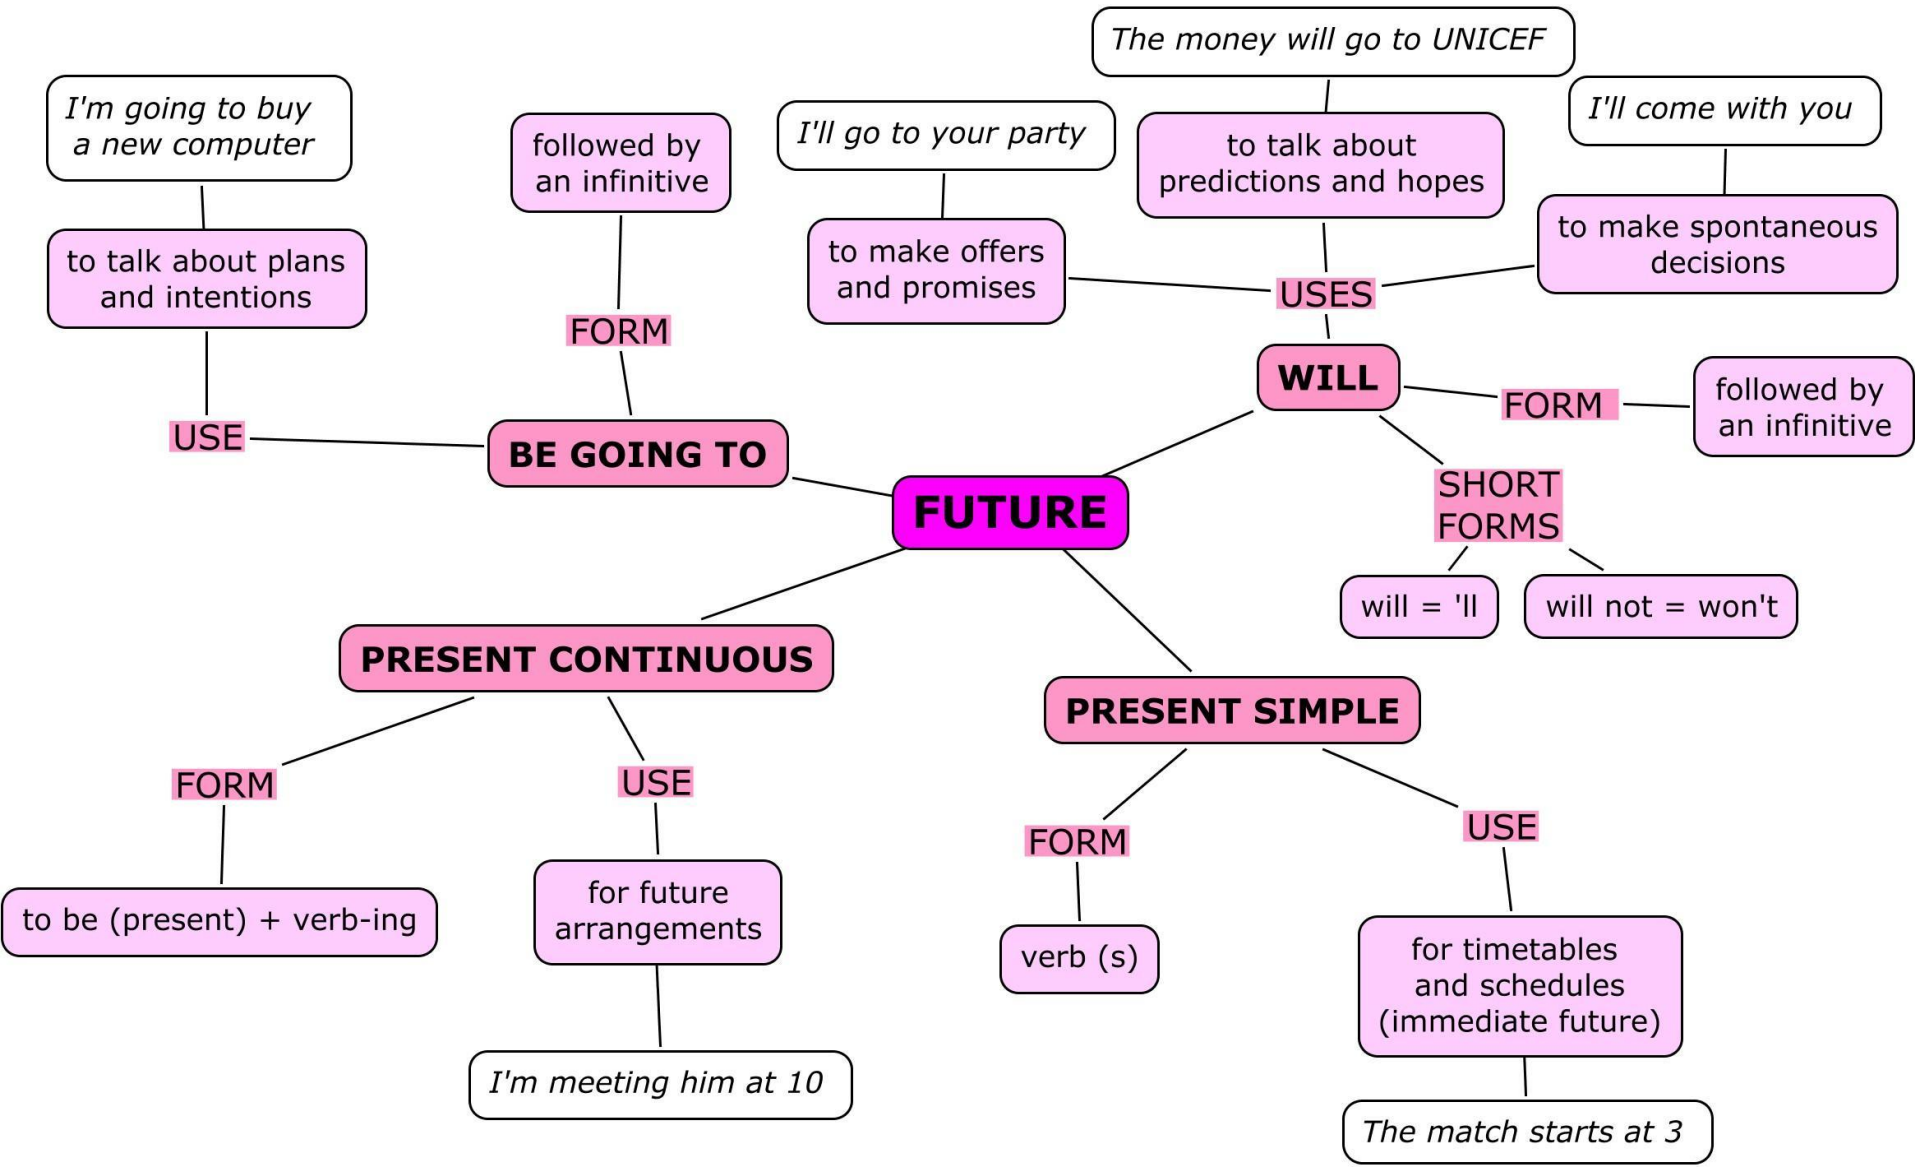 The money will go to UNICEF
I'm going to buy
a new computer
I'll come with you
I'll go to your party
followed by
an infinitive
to talk about
predictions and hopes
to make spontaneous
decisions
to talk about plans
and intentions
to make offers
and promises
USES
FORM
WILL
followed by
an infinitive
FORM
USE
BE GOING TO
SHORT
FORMS
FUTURE
will = 'll
will not = won't
PRESENT CONTINUOUS
PRESENT SIMPLE
FORM
USE
FORM
USE
to be (present) + verb-ing
for future
arrangements
verb (s)
for timetables
and schedules
(immediate future)
I'm meeting him at 10
The match starts at 3